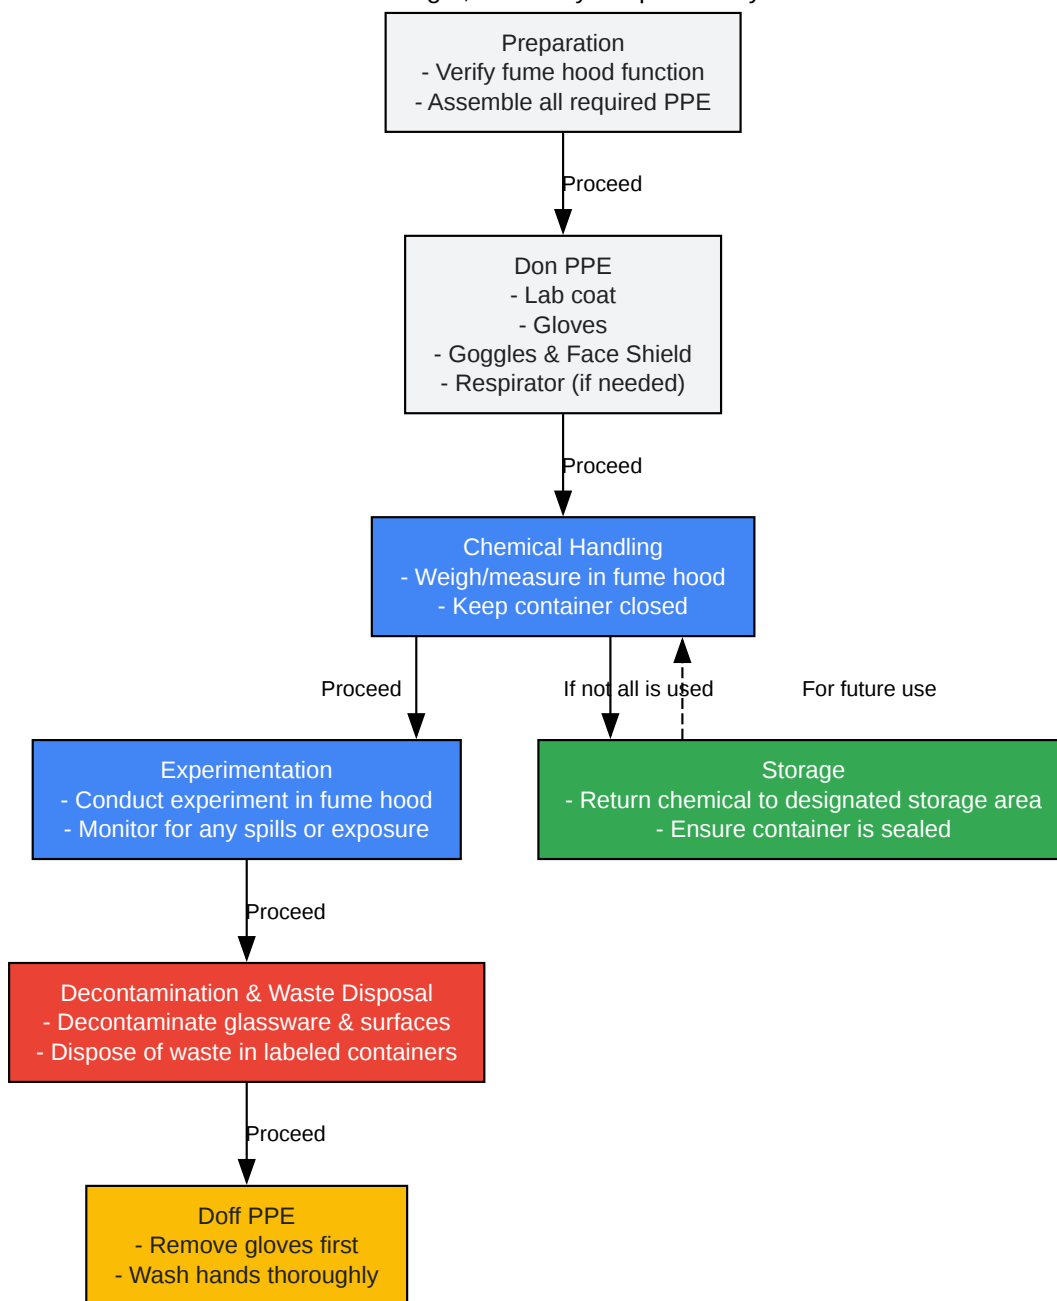 Preparation
- Verify fume hood function
- Assemble all required PPE
Proceed
Don PPE
- Lab coat
- Gloves
- Goggles & Face Shield
- Respirator (if needed)
Proceed
Chemical Handling
- Weigh/measure in fume hood
- Keep container closed
Proceed
If not all is used
For future use
Experimentation
- Conduct experiment in fume hood
- Monitor for any spills or exposure
Storage
- Return chemical to designated storage area
- Ensure container is sealed
Proceed
Decontamination & Waste Disposal
- Decontaminate glassware & surfaces
- Dispose of waste in labeled containers
Proceed
Doff PPE
- Remove gloves first
- Wash hands thoroughly